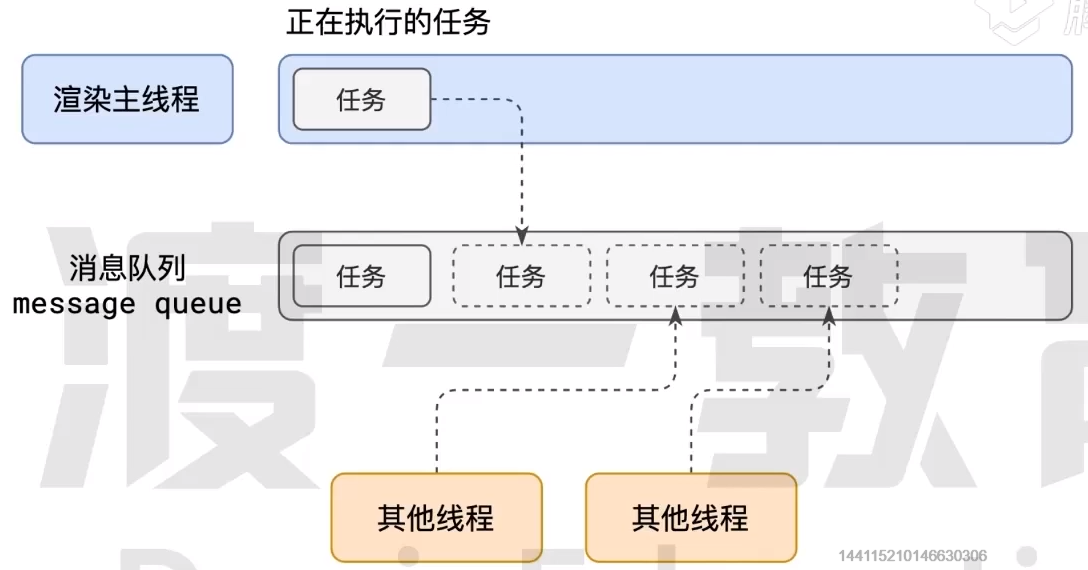 正在执行的任务
渲染主线程
任务
消息队列
message queue
任务
任务
任务
任务
其他线程
其他线程
渡一教育
144115210146630306